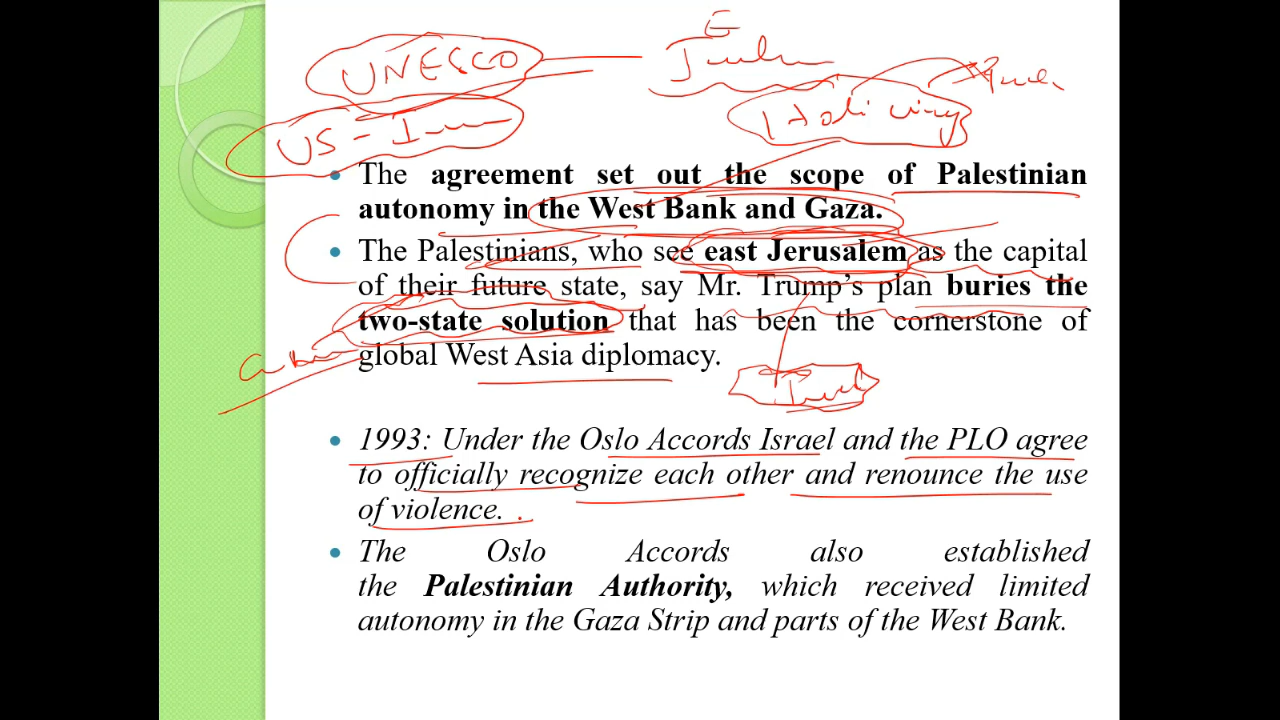 UNESCO
E
US -
The agreement set out the scope of Palestinian
autonomy in the West Bank and Gaza.
The Palestinians, who see east Jerusalem as the capital
of their future state, say Mr. Trump's plan buries the
two-state solution that has been the cornerstone of
global West Asia diplomacy.
1993: Under the Oslo Accords Israel and the PLO agree
to officially recognize each other and renounce the use
of violence.
The Oslo Accords also established
the Palestinian Authority, which received limited
autonomy in the Gaza Strip and parts of the West Bank.